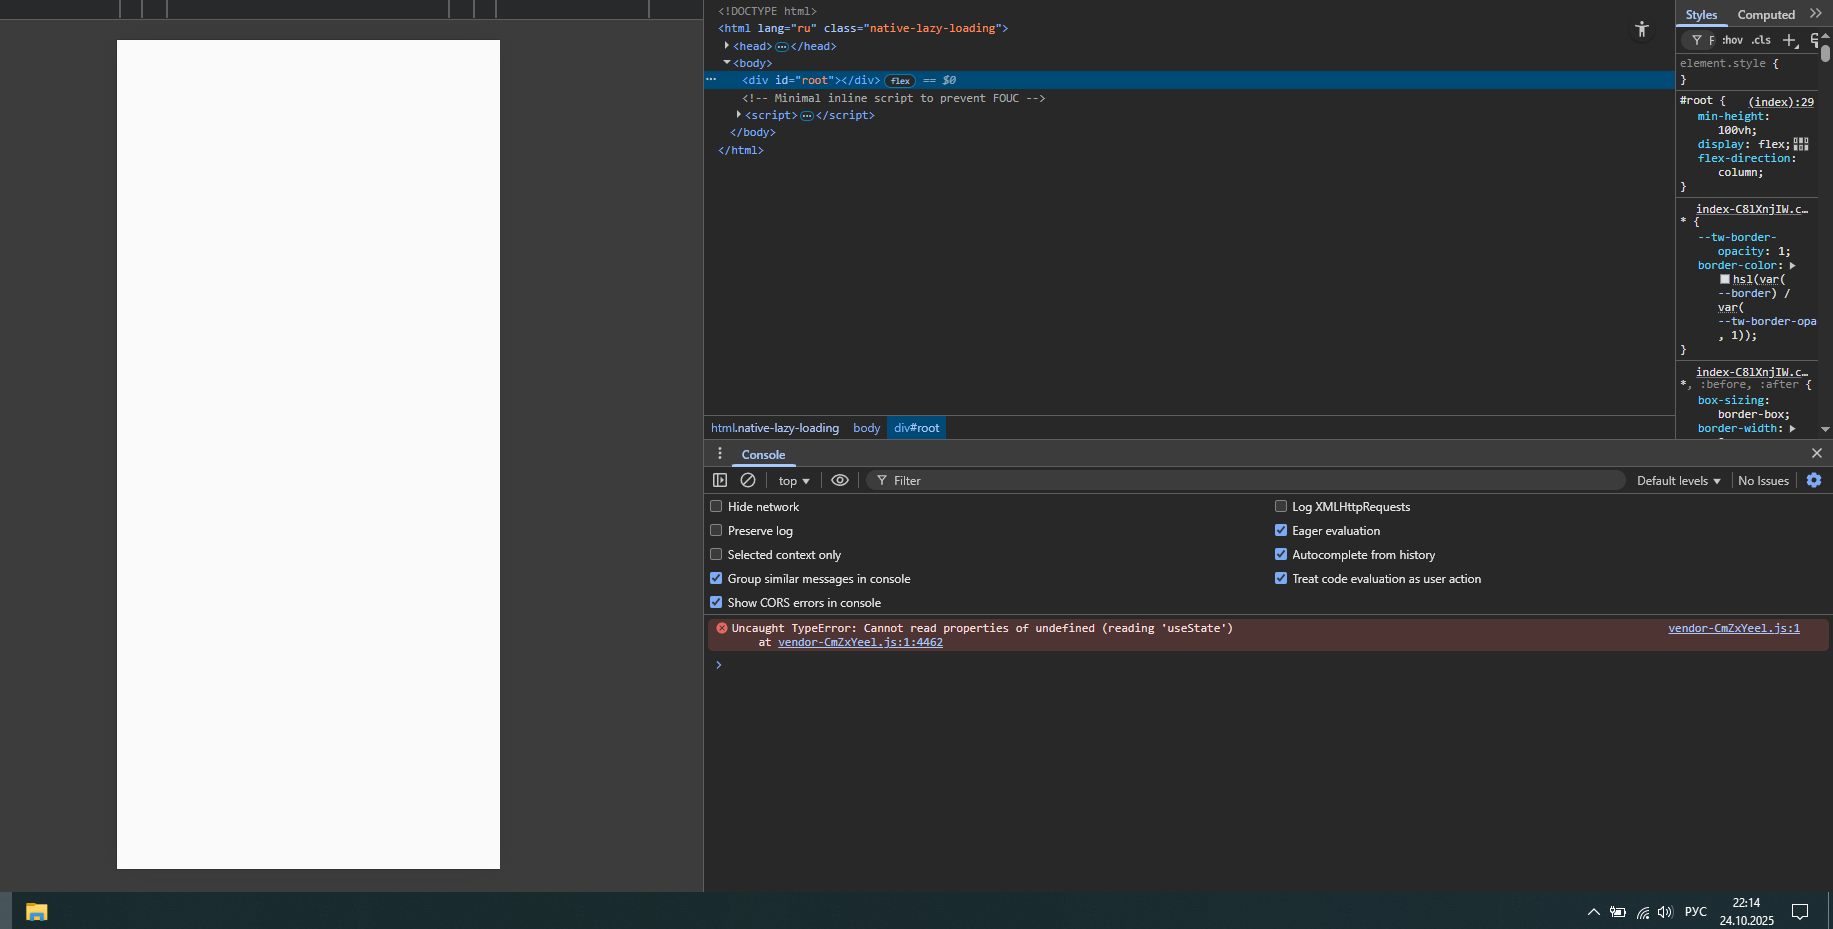 <!DOCTYPE html>
<html lang="ru" class="native-lazy-loading">
<head>…</head>
<body>
<div id="root"></div> flex == $0
<!-- Minimal inline script to prevent FOUC -->
<script>…</script>
</body>
</html>
html.native-lazy-loading body div#root
Styles Computed
F :hov .cls
element.style {
}
#root { (index):29
min-height:
100vh;
display: flex;
flex-direction:
column;
}
index-C8lXnjIW.c…
* {
--tw-border-
opacity: 1;
border-color:
hsl(var(
--border) /
var(
--tw-border-opa
, 1));
}
index-C8lXnjIW.c…
*, :before, :after {
box-sizing:
border-box;
border-width:
Console
top Filter Default levels No Issues
Hide network
Log XMLHttpRequests
Preserve log
Eager evaluation
Selected context only
Autocomplete from history
Group similar messages in console
Treat code evaluation as user action
Show CORS errors in console
Uncaught TypeError: Cannot read properties of undefined (reading 'useState') vendor-CmZxYeel.js:1
at vendor-CmZxYeel.js:1:4462
РУС
22:14
24.10.2025